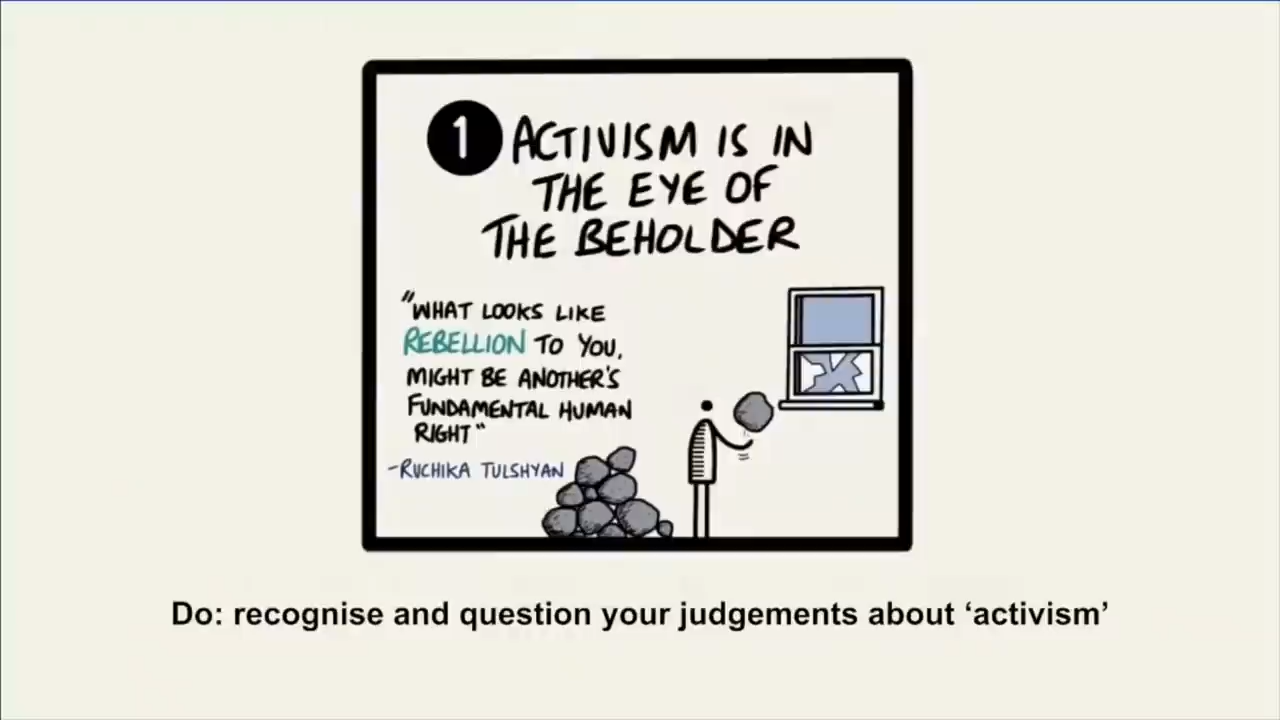 1 ACTIVISM IS IN
THE EYE OF
THE BEHOLDER
"WHAT LOOKS LIKE
REBELLION TO YOU,
MIGHT BE ANOTHER'S
FUNDAMENTAL HUMAN
RIGHT"
-RUCHIKA TULSHYAN
Do: recognise and question your judgements about ‘activism’